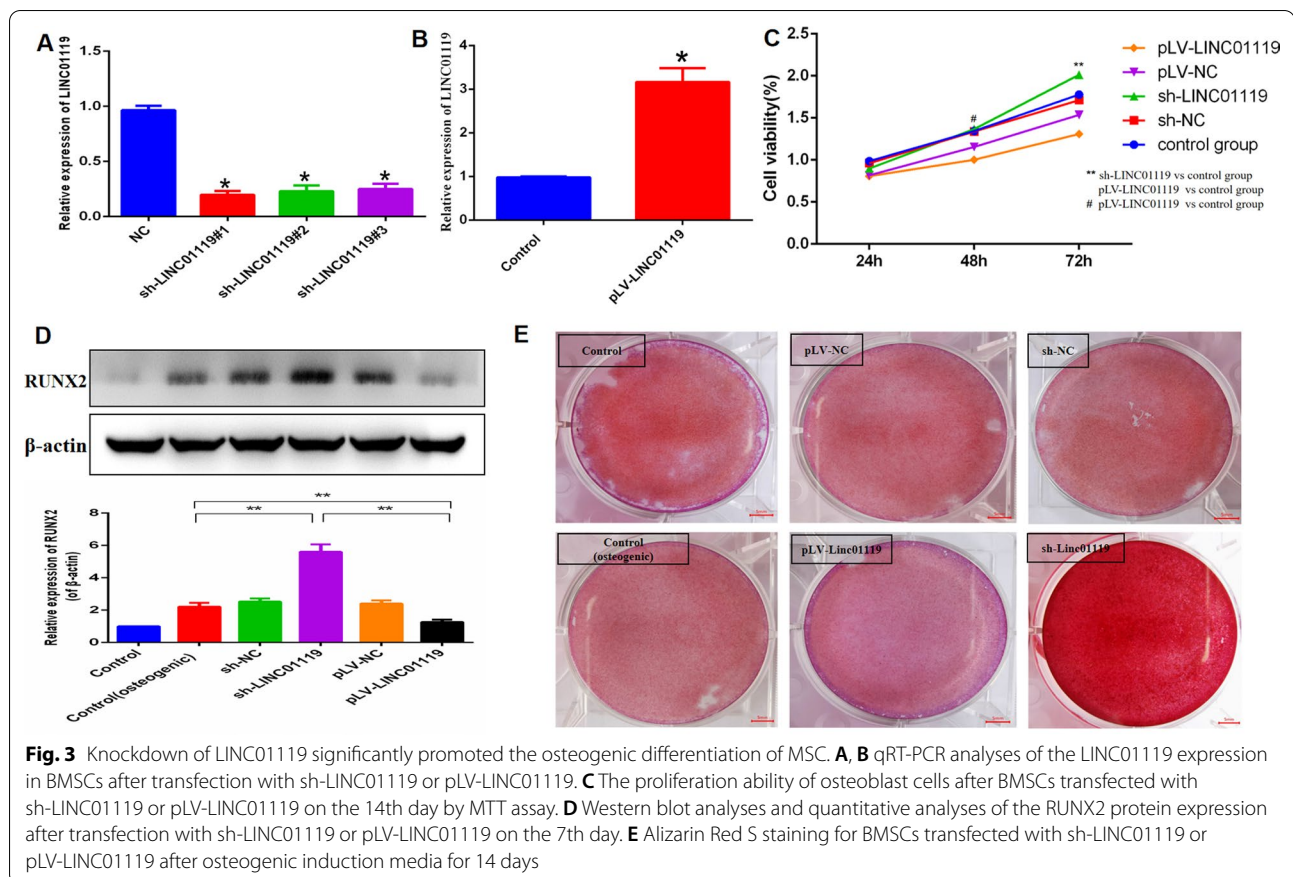 A
Relative expression of LINC01119
1.5
1.0
0.5
0.0
*
*
*
NC
sh-LINC01119#1
sh-LINC01119#2
sh-LINC01119#3
B
Relative expression of LINC01119
4
3
2
1
0
*
Control
pLV-LINC01119
C
Cell viability(%)
2.5
2.0
1.5
1.0
0.5
0.0
#
**
24h
48h
72h
pLV-LINC01119
pLV-NC
sh-LINC01119
sh-NC
control group
** sh-LINC01119 vs control group
pLV-LINC01119 vs control group
# pLV-LINC01119 vs control group
D
RUNX2
β-actin
Relative expression of RUNX2
(of β-actin)
8
6
4
2
0
**
**
**
Control
Control(osteogenic)
sh-NC
sh-LINC01119
pLV-NC
pLV-LINC01119
E
Control
pLV-NC
sh-NC
Control
(osteogenic)
pLV-Linc01119
sh-Linc01119
Fig. 3 Knockdown of LINC01119 significantly promoted the osteogenic differentiation of MSC. A, B qRT-PCR analyses of the LINC01119 expression
in BMSCs after transfection with sh-LINC01119 or pLV-LINC01119. C The proliferation ability of osteoblast cells after BMSCs transfected with
sh-LINC01119 or pLV-LINC01119 on the 14th day by MTT assay. D Western blot analyses and quantitative analyses of the RUNX2 protein expression
after transfection with sh-LINC01119 or pLV-LINC01119 on the 7th day. E Alizarin Red S staining for BMSCs transfected with sh-LINC01119 or
pLV-LINC01119 after osteogenic induction media for 14 days